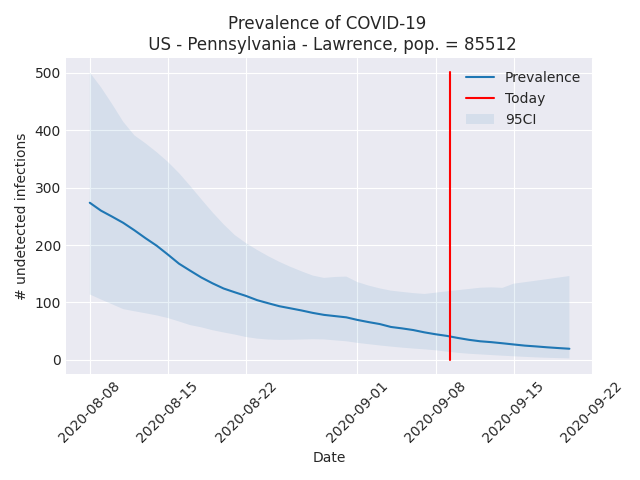 Prevalence of COVID-19
US - Pennsylvania - Lawrence, pop. = 85512
500
400
300
200
100
0
# undetected infections
Prevalence
Today
95CI
2020-08-08
2020-08-15
2020-08-22
2020-09-01
2020-09-08
2020-09-15
2020-09-22
Date